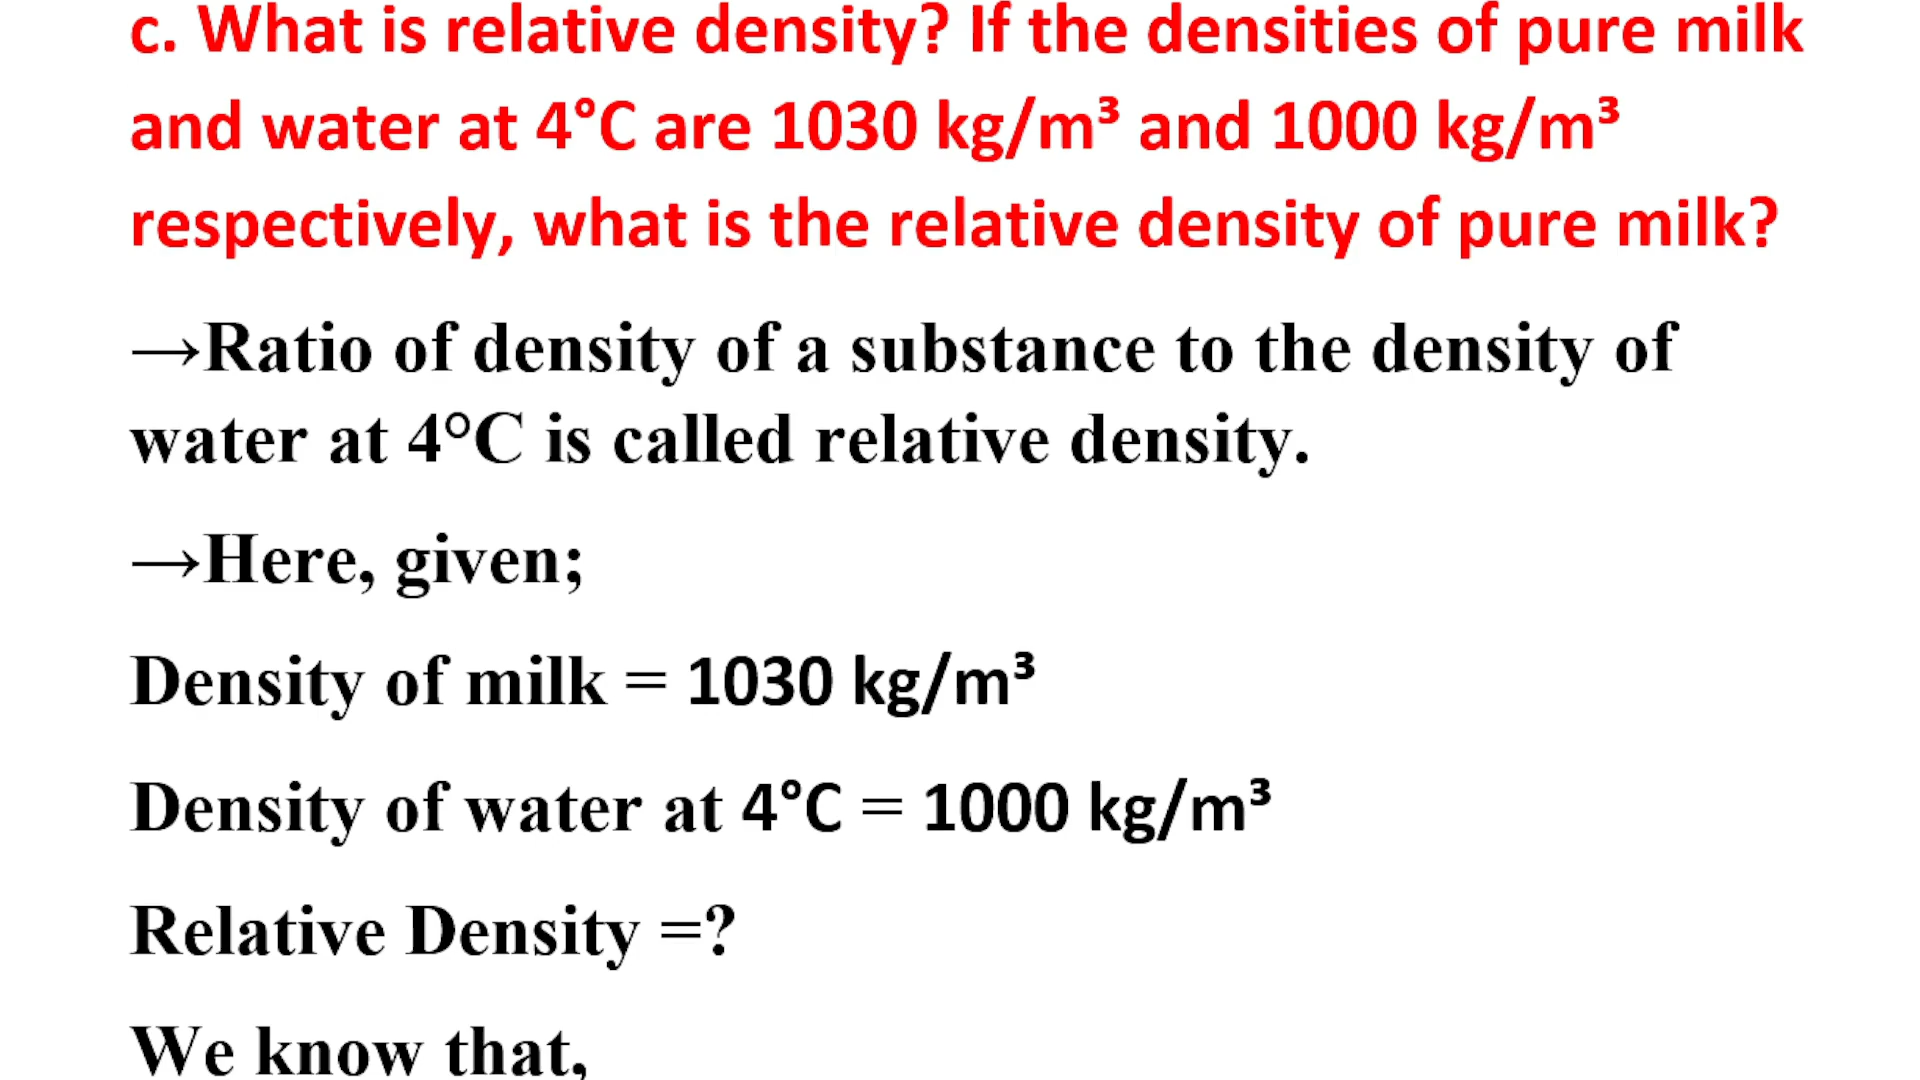 c. What is relative density? If the densities of pure milk
and water at 4°C are 1030 kg/m³ and 1000 kg/m³
respectively, what is the relative density of pure milk?
→Ratio of density of a substance to the density of
water at 4°C is called relative density.
→Here, given;
Density of milk = 1030 kg/m³
Density of water at 4°C = 1000 kg/m³
Relative Density =?
We know that,